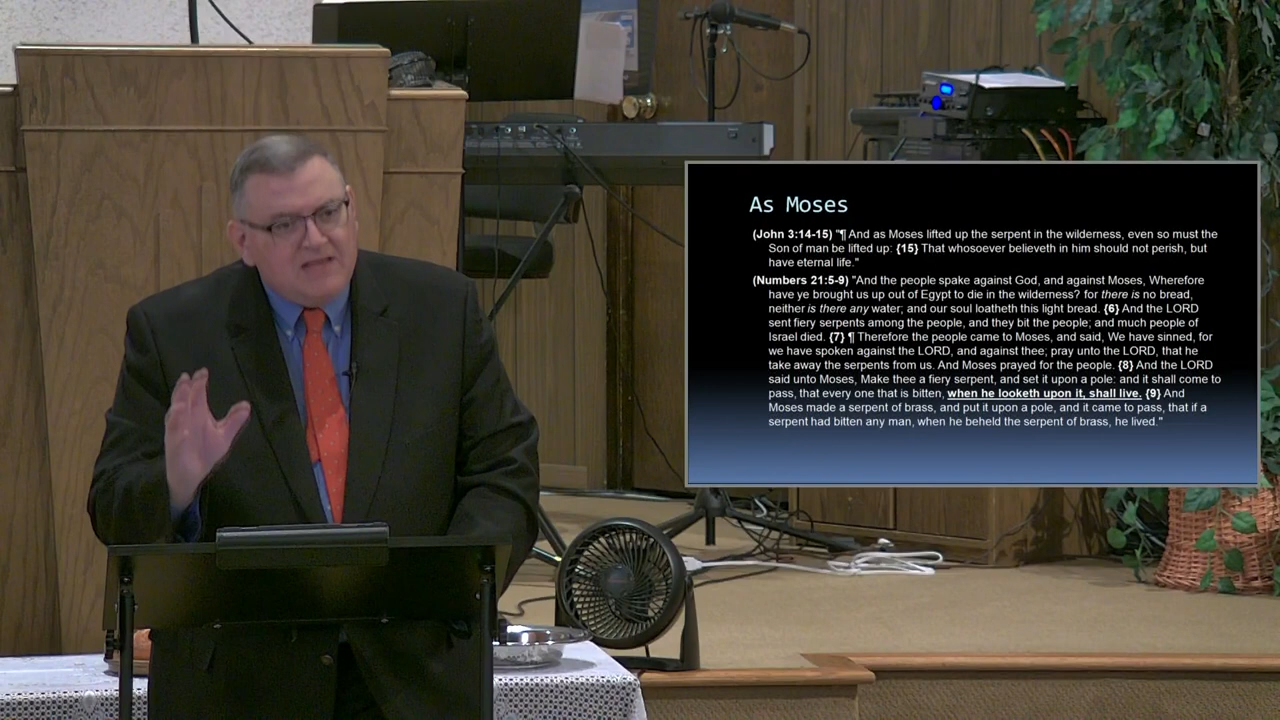 As Moses
(John 3:14-15) "¶ And as Moses lifted up the serpent in the wilderness, even so must the
Son of man be lifted up: {15} That whosoever believeth in him should not perish, but
have eternal life."
(Numbers 21:5-9) "And the people spake against God, and against Moses, Wherefore
have ye brought us up out of Egypt to die in the wilderness? for there is no bread,
neither is there any water; and our soul loatheth this light bread. {6} And the LORD
sent fiery serpents among the people, and they bit the people; and much people of
Israel died. {7} ¶ Therefore the people came to Moses, and said, We have sinned, for
we have spoken against the LORD, and against thee; pray unto the LORD, that he
take away the serpents from us. And Moses prayed for the people. {8} And the LORD
said unto Moses, Make thee a fiery serpent, and set it upon a pole: and it shall come to
pass, that every one that is bitten, when he looketh upon it, shall live. {9} And
Moses made a serpent of brass, and put it upon a pole, and it came to pass, that if a
serpent had bitten any man, when he beheld the serpent of brass, he lived."